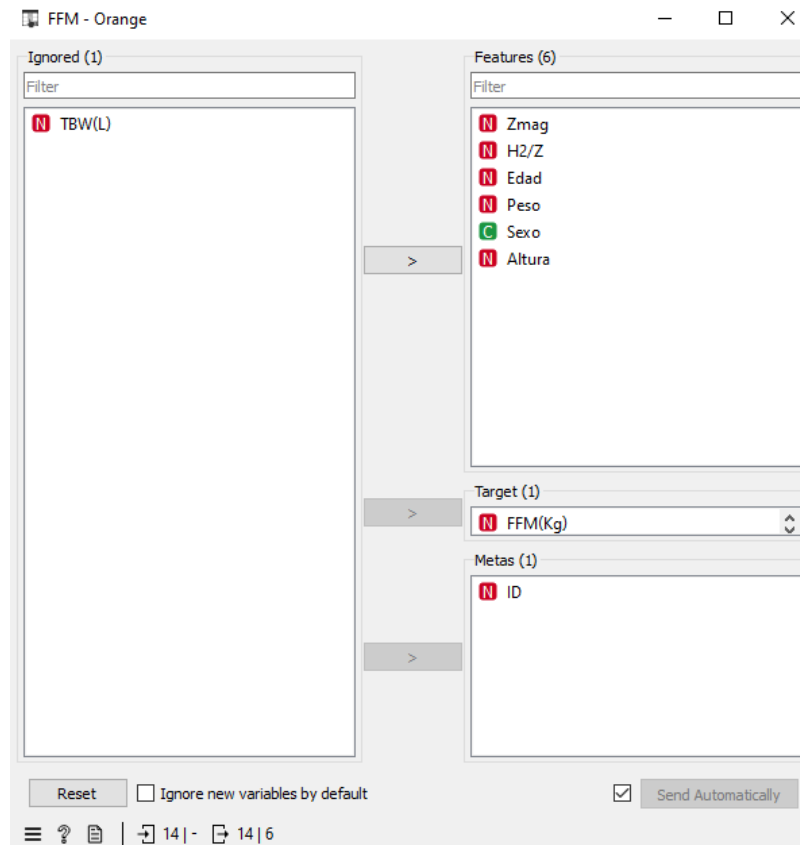 FFM - Orange
Ignored (1)
Filter
N TBW(L)
Features (6)
Filter
N Zmag
N H2/Z
N Edad
N Peso
C Sexo
N Altura
>
Target (1)
>
N FFM(Kg)
Metas (1)
N ID
>
Reset
Ignore new variables by default
Send Automatically
? 14 | - 14 | 6